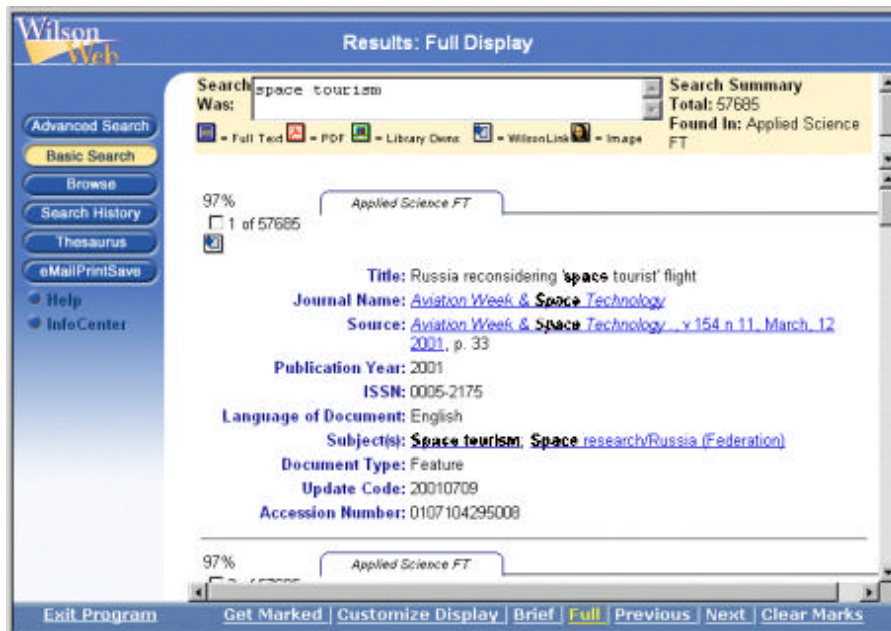 Wilson
Web
Results: Full Display
Search Was: space tourism
Search Summary
Total: 57685
Found In: Applied Science FT
= Full Text = PDF = Library Owns = WilsonLink = Image
Advanced Search
Basic Search
Browse
Search History
Thesaurus
eMailPrintSave
Help
InfoCenter
97%
Applied Science FT
1 of 57685
Title: Russia reconsidering 'space tourist' flight
Journal Name: Aviation Week & Space Technology
Source: Aviation Week & Space Technology... v 154 n 11, March, 12
2001, p. 33
Publication Year: 2001
ISSN: 0005-2175
Language of Document: English
Subject(s): Space tourism; Space research/Russia (Federation)
Document Type: Feature
Update Code: 20010709
Accession Number: 0107104295008
97%
Applied Science FT
Exit Program
Get Marked | Customize Display | Brief | Full | Previous | Next | Clear Marks